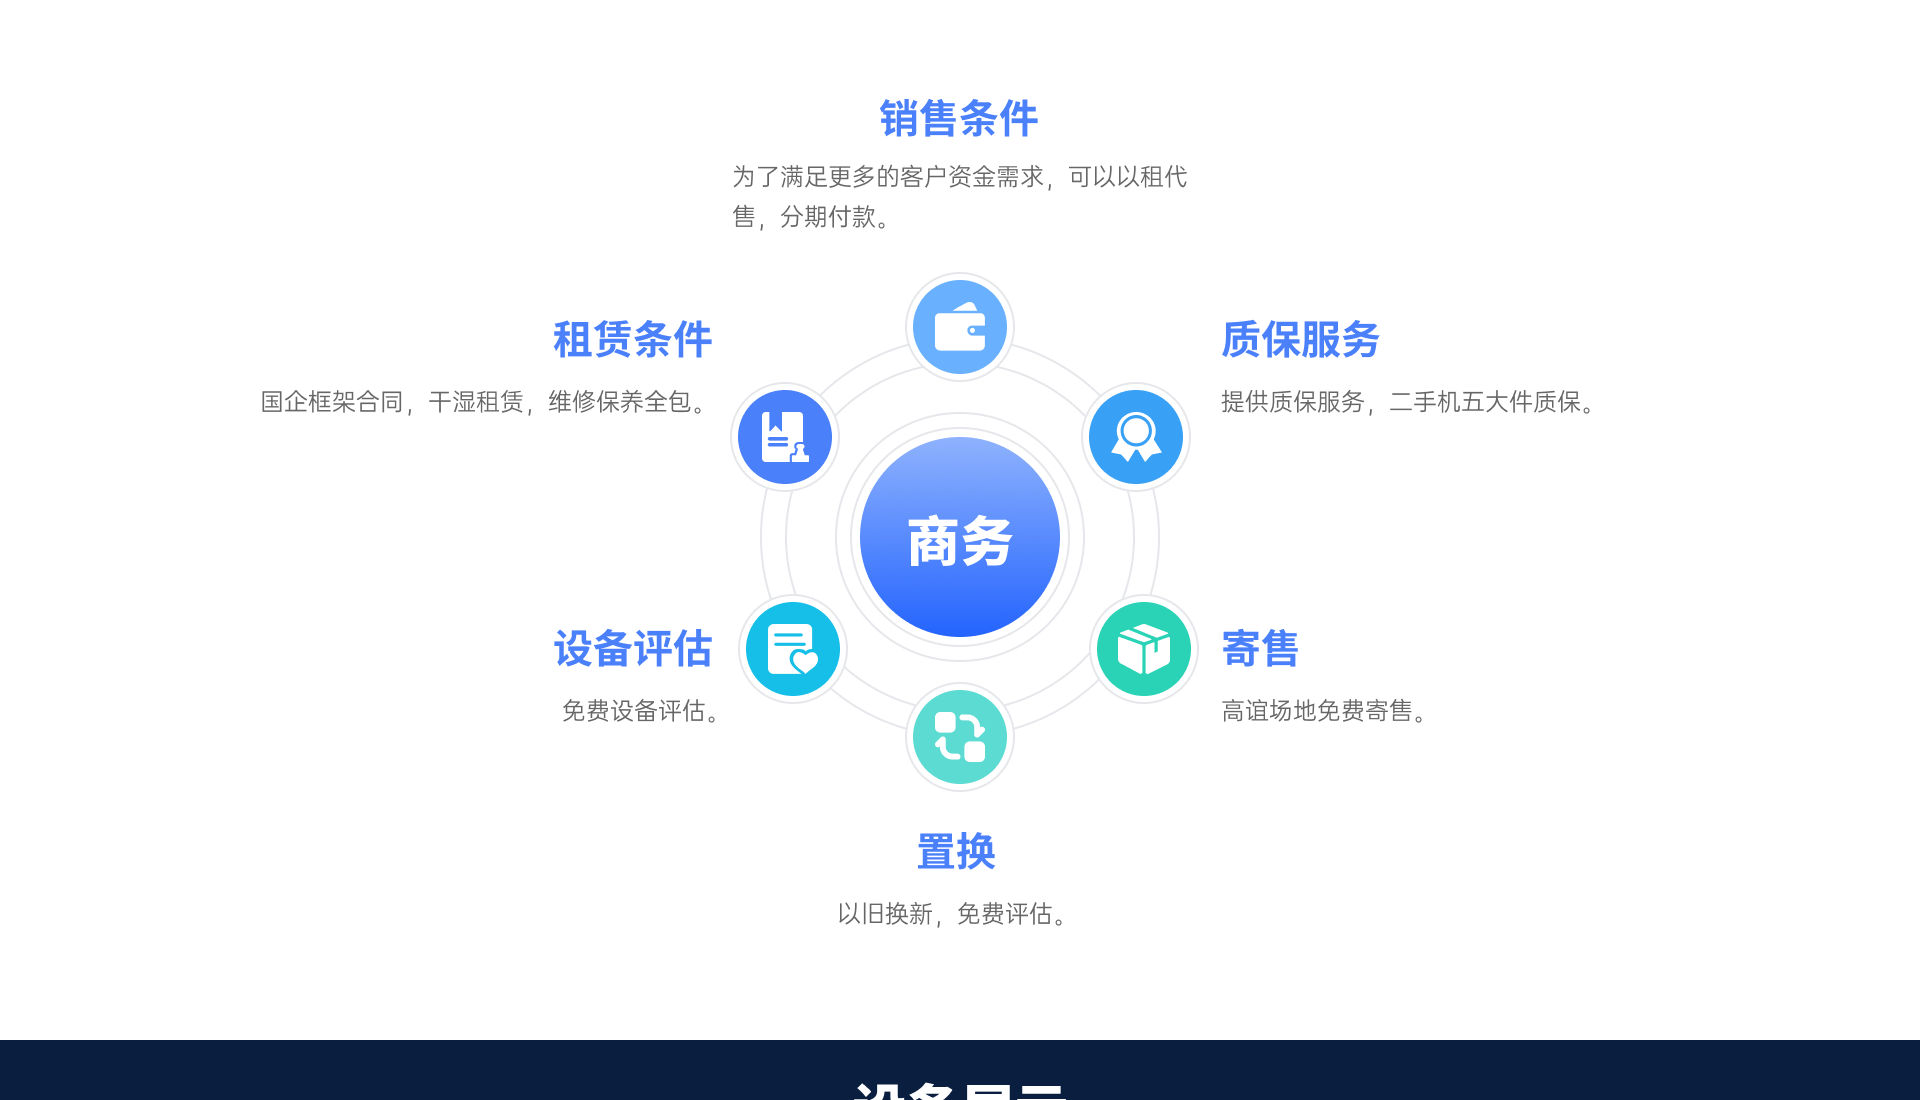 销售条件
为了满足更多的客户资金需求，可以以租代
售，分期付款。
租赁条件
国企框架合同，干湿租赁，维修保养全包。
质保服务
提供质保服务，二手机五大件质保。
商务
设备评估
免费设备评估。
寄售
高谊场地免费寄售。
置换
以旧换新，免费评估。
设备展示